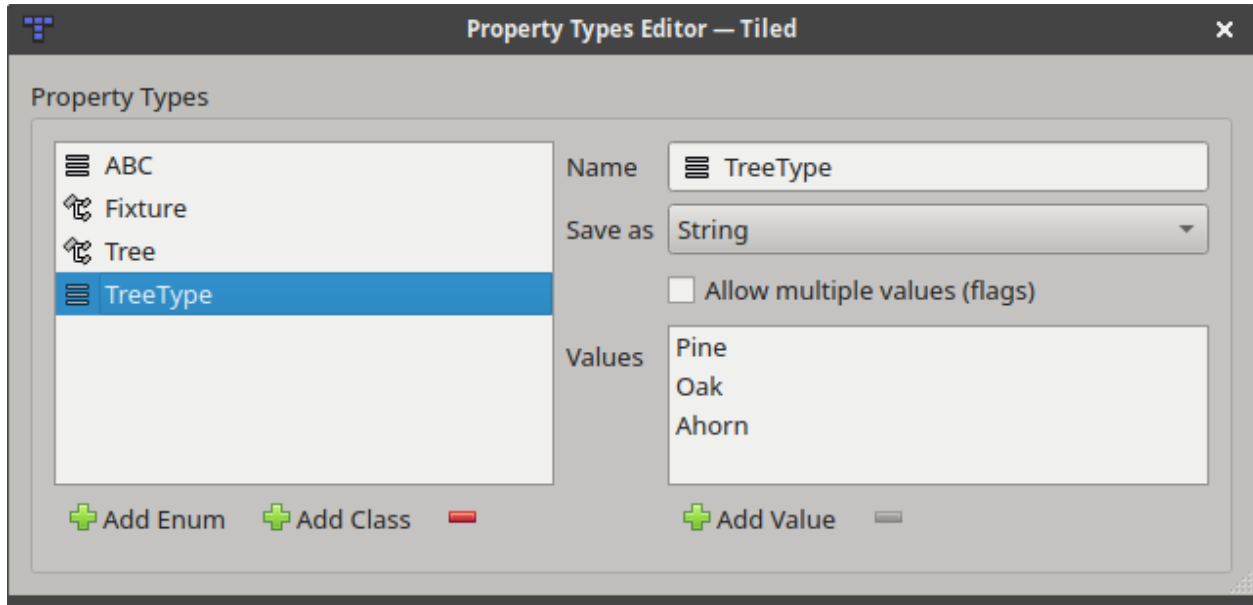 Property Types Editor — Tiled
Property Types
ABC
Fixture
Tree
TreeType
Add Enum
Add Class
Name
TreeType
Save as
String
Allow multiple values (flags)
Values
Pine
Oak
Ahorn
Add Value